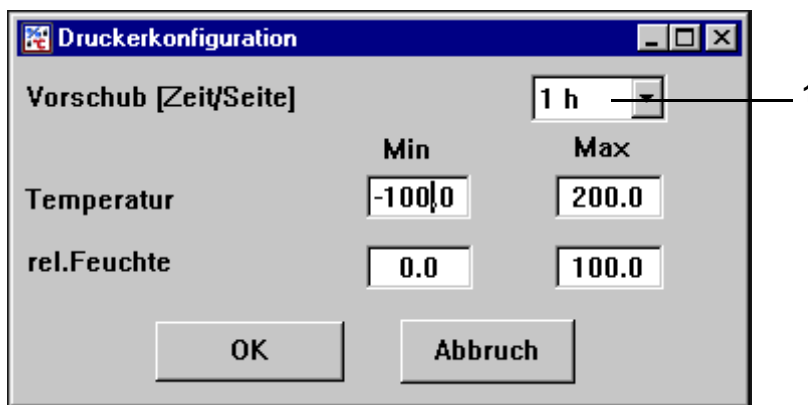 Druckerkonfiguration
Vorschub [Zeit/Seite] 1 h 1
Min Max
Temperatur -100.0 200.0
rel.Feuchte 0.0 100.0
OK Abbruch